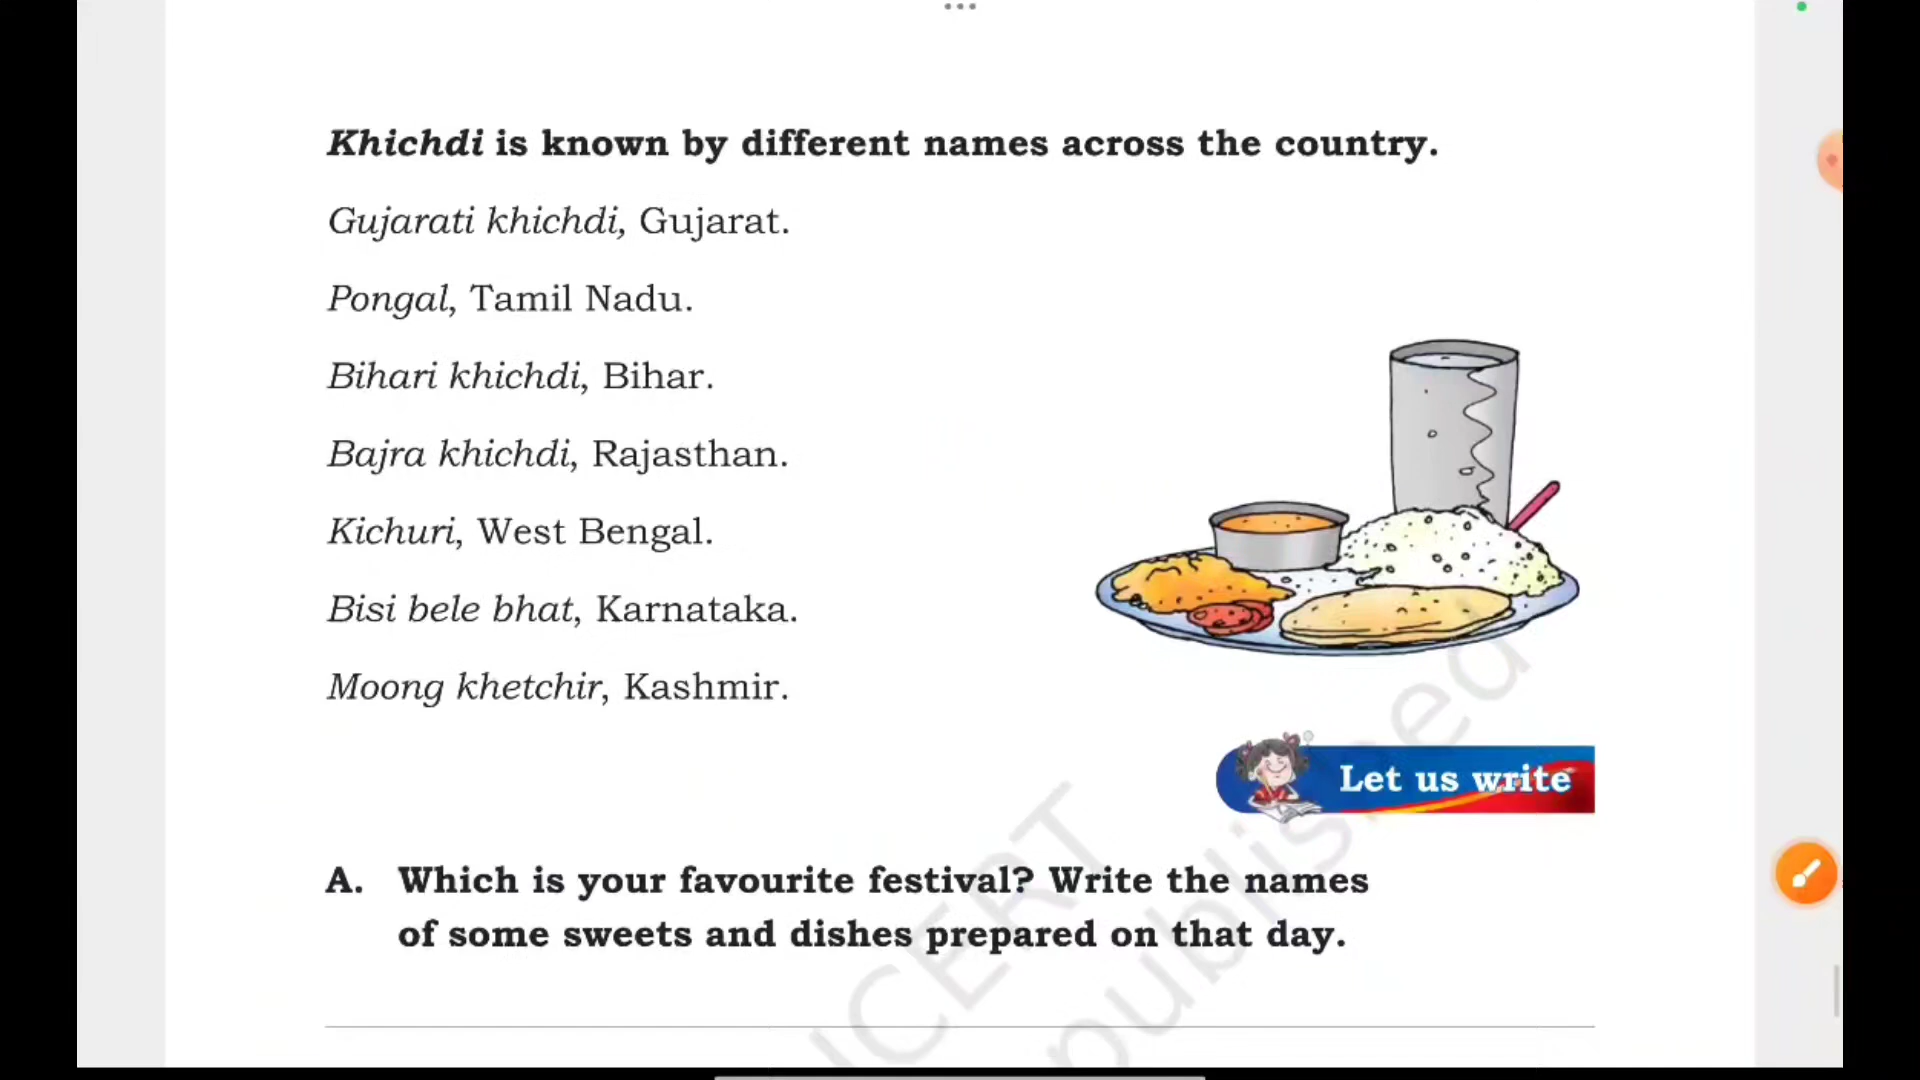 Khichdi is known by different names across the country.
Gujarati khichdi, Gujarat.
Pongal, Tamil Nadu.
Bihari khichdi, Bihar.
Bajra khichdi, Rajasthan.
Kichuri, West Bengal.
Bisi bele bhat, Karnataka.
Moong khetchir, Kashmir.
Let us write
A. Which is your favourite festival? Write the names
of some sweets and dishes prepared on that day.
NCERT
published